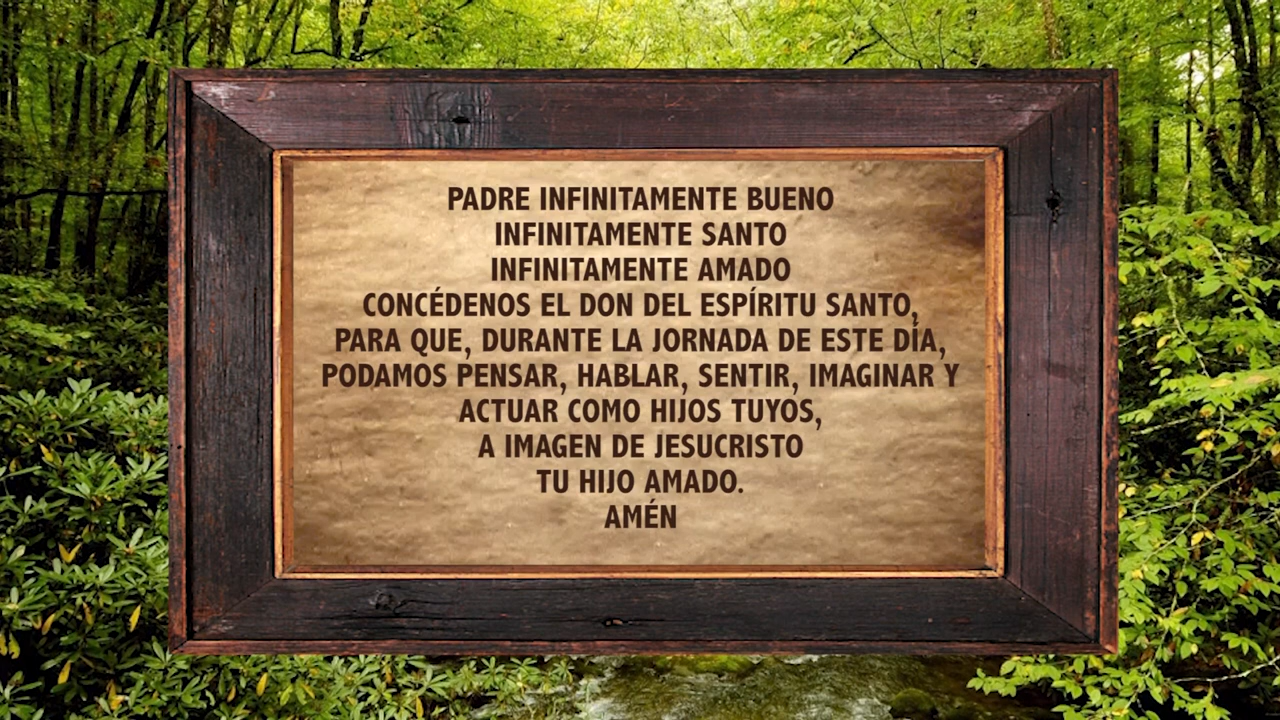 PADRE INFINITAMENTE BUENO
INFINITAMENTE SANTO
INFINITAMENTE AMADO
CONCÉDENOS EL DON DEL ESPÍRITU SANTO,
PARA QUE, DURANTE LA JORNADA DE ESTE DÍA,
PODAMOS PENSAR, HABLAR, SENTIR, IMAGINAR Y
ACTUAR COMO HIJOS TUYOS,
A IMAGEN DE JESUCRISTO
TU HIJO AMADO.
AMÉN